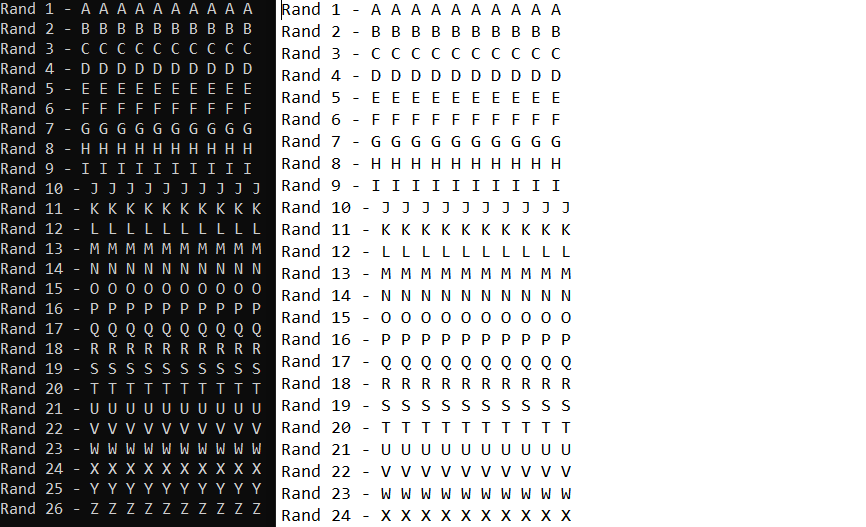 Rand 1 - A A A A A A A A A A
Rand 2 - B B B B B B B B B B
Rand 3 - C C C C C C C C C C
Rand 4 - D D D D D D D D D D
Rand 5 - E E E E E E E E E E
Rand 6 - F F F F F F F F F F
Rand 7 - G G G G G G G G G G
Rand 8 - H H H H H H H H H H
Rand 9 - I I I I I I I I I I
Rand 10 - J J J J J J J J J J
Rand 11 - K K K K K K K K K K
Rand 12 - L L L L L L L L L L
Rand 13 - M M M M M M M M M M
Rand 14 - N N N N N N N N N N
Rand 15 - O O O O O O O O O O
Rand 16 - P P P P P P P P P P
Rand 17 - Q Q Q Q Q Q Q Q Q Q
Rand 18 - R R R R R R R R R R
Rand 19 - S S S S S S S S S S
Rand 20 - T T T T T T T T T T
Rand 21 - U U U U U U U U U U
Rand 22 - V V V V V V V V V V
Rand 23 - W W W W W W W W W W
Rand 24 - X X X X X X X X X X
Rand 25 - Y Y Y Y Y Y Y Y Y Y
Rand 26 - Z Z Z Z Z Z Z Z Z Z
Rand 1 - A A A A A A A A A A
Rand 2 - B B B B B B B B B B
Rand 3 - C C C C C C C C C C
Rand 4 - D D D D D D D D D D
Rand 5 - E E E E E E E E E E
Rand 6 - F F F F F F F F F F
Rand 7 - G G G G G G G G G G
Rand 8 - H H H H H H H H H H
Rand 9 - I I I I I I I I I I
Rand 10 - J J J J J J J J J J
Rand 11 - K K K K K K K K K K
Rand 12 - L L L L L L L L L L
Rand 13 - M M M M M M M M M M
Rand 14 - N N N N N N N N N N
Rand 15 - O O O O O O O O O O
Rand 16 - P P P P P P P P P P
Rand 17 - Q Q Q Q Q Q Q Q Q Q
Rand 18 - R R R R R R R R R R
Rand 19 - S S S S S S S S S S
Rand 20 - T T T T T T T T T T
Rand 21 - U U U U U U U U U U
Rand 22 - V V V V V V V V V V
Rand 23 - W W W W W W W W W W
Rand 24 - X X X X X X X X X X